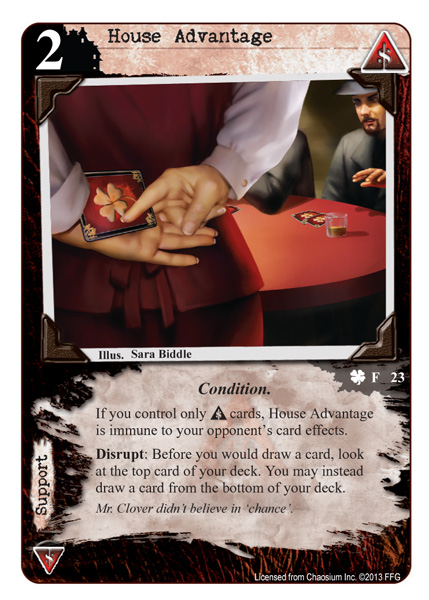 2
House Advantage
Illus. Sara Biddle
F 23
Condition.
If you control only cards, House Advantage
is immune to your opponent's card effects.
Disrupt: Before you would draw a card, look
at the top card of your deck. You may instead
draw a card from the bottom of your deck.
Mr. Clover didn't believe in 'chance'.
Support
Licensed from Chaosium Inc. ©2013 FFG